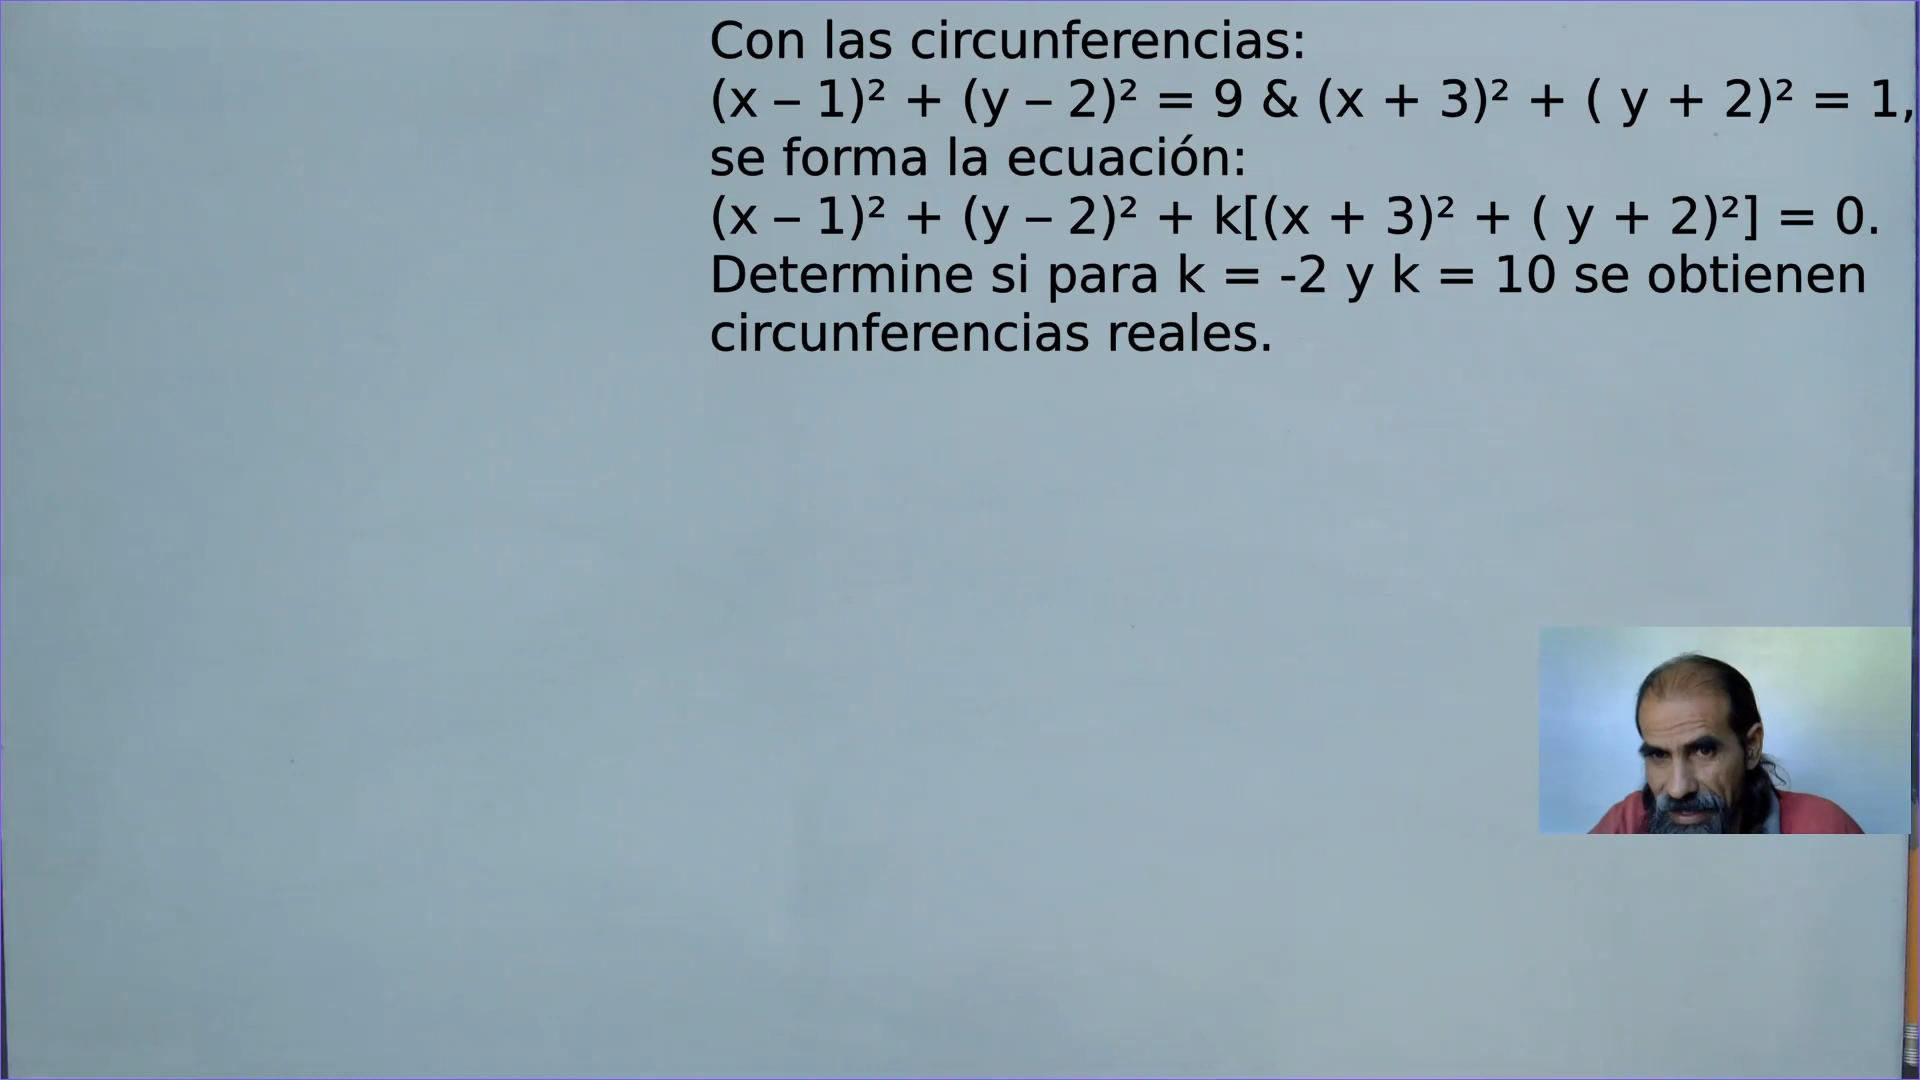 Con las circunferencias:
(x – 1)² + (y – 2)² = 9 & (x + 3)² + ( y + 2)² = 1,
se forma la ecuación:
(x – 1)² + (y – 2)² + k[(x + 3)² + ( y + 2)²] = 0.
Determine si para k = -2 y k = 10 se obtienen
circunferencias reales.